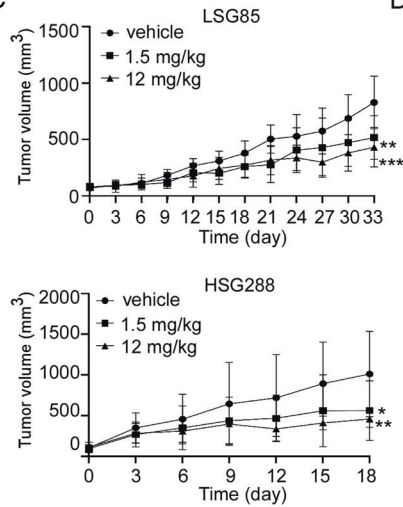 LSG85
1500
1000
500
0
Tumor volume (mm3)
vehicle
1.5 mg/kg
12 mg/kg
**
***
0 3 6 9 12 15 18 21 24 27 30 33
Time (day)
HSG288
2000
1500
1000
500
0
Tumor volume (mm3)
vehicle
1.5 mg/kg
12 mg/kg
*
**
0 3 6 9 12 15 18
Time (day)